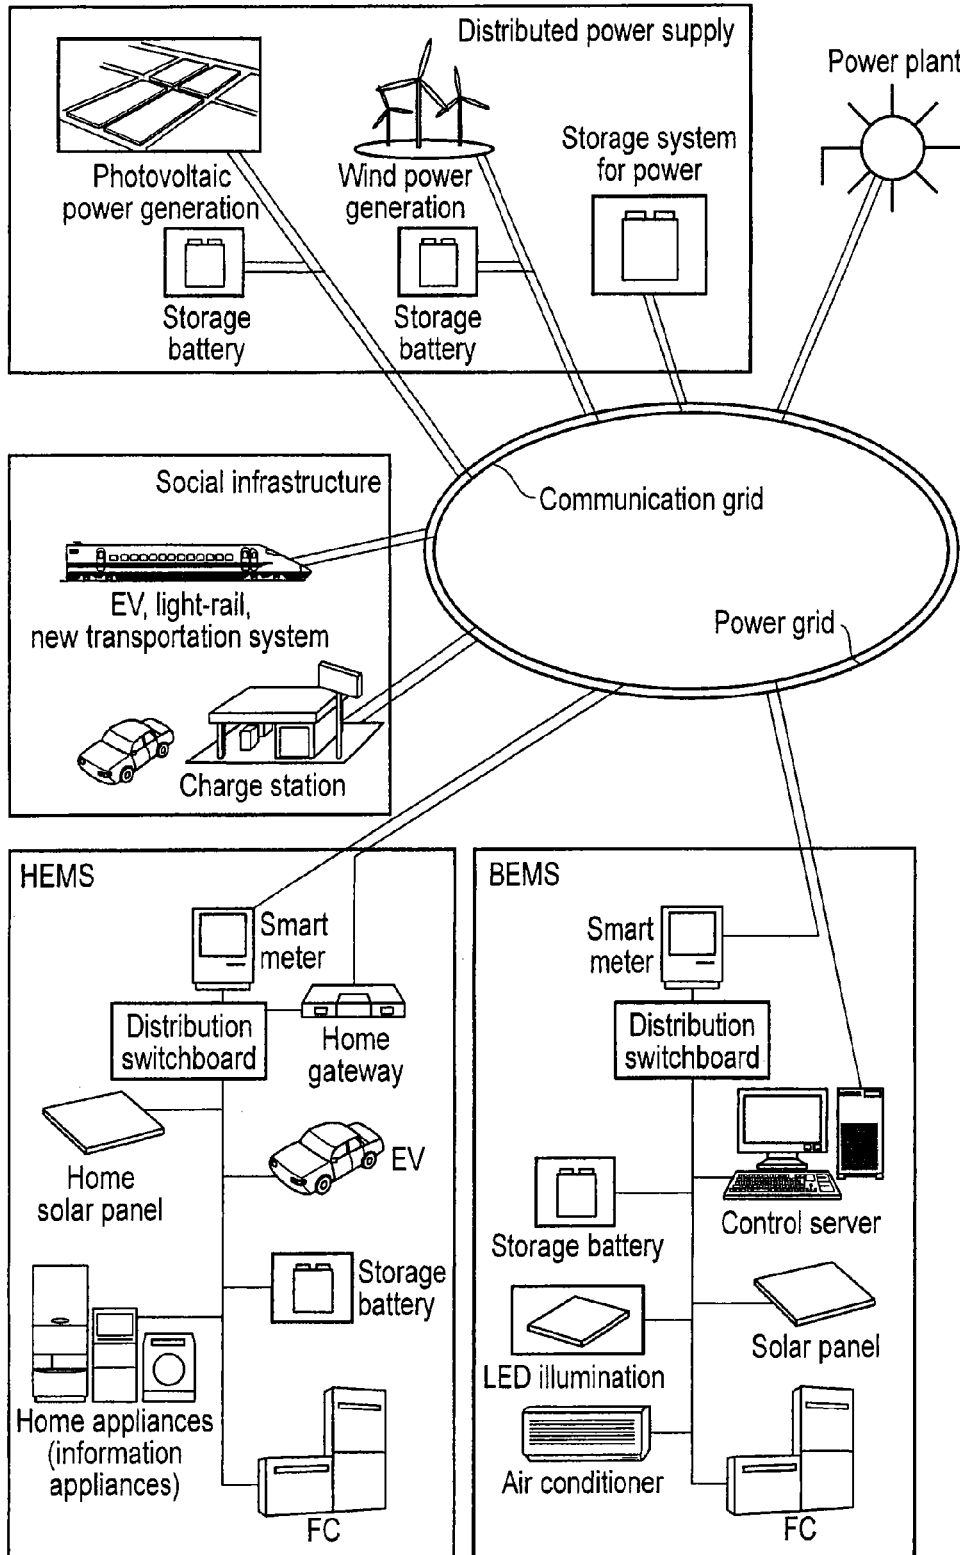 Distributed power supply
Power plant
Photovoltaic
power generation
Wind power
generation
Storage system
for power
Storage
battery
Storage
battery
Social infrastructure
Communication grid
EV, light-rail,
new transportation system
Power grid
Charge station
HEMS
Smart
meter
Distribution
switchboard
Home
gateway
Home
solar panel
EV
Storage
battery
Home appliances
(information
appliances)
FC
BEMS
Smart
meter
Distribution
switchboard
Control server
Storage battery
Solar panel
LED illumination
Air conditioner
FC